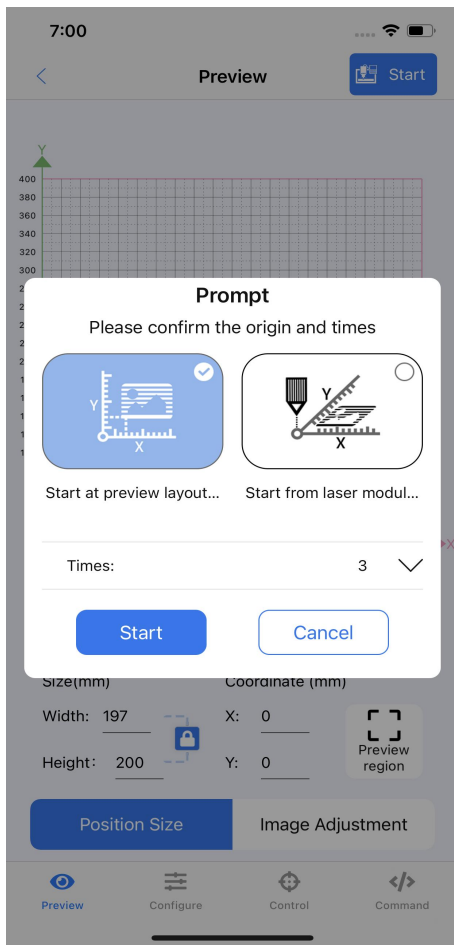 7:00
Preview
Start
Y
400
380
360
340
320
300
Prompt
Please confirm the origin and times
Y
X
Y
X
Start at preview layout...
Start from laser modul...
Times:
3
Start
Cancel
X
Size(mm)
Coordinate (mm)
Width: 197
X: 0
Height: 200
Y: 0
Preview
region
Position Size
Image Adjustment
Preview
Configure
Control
Command